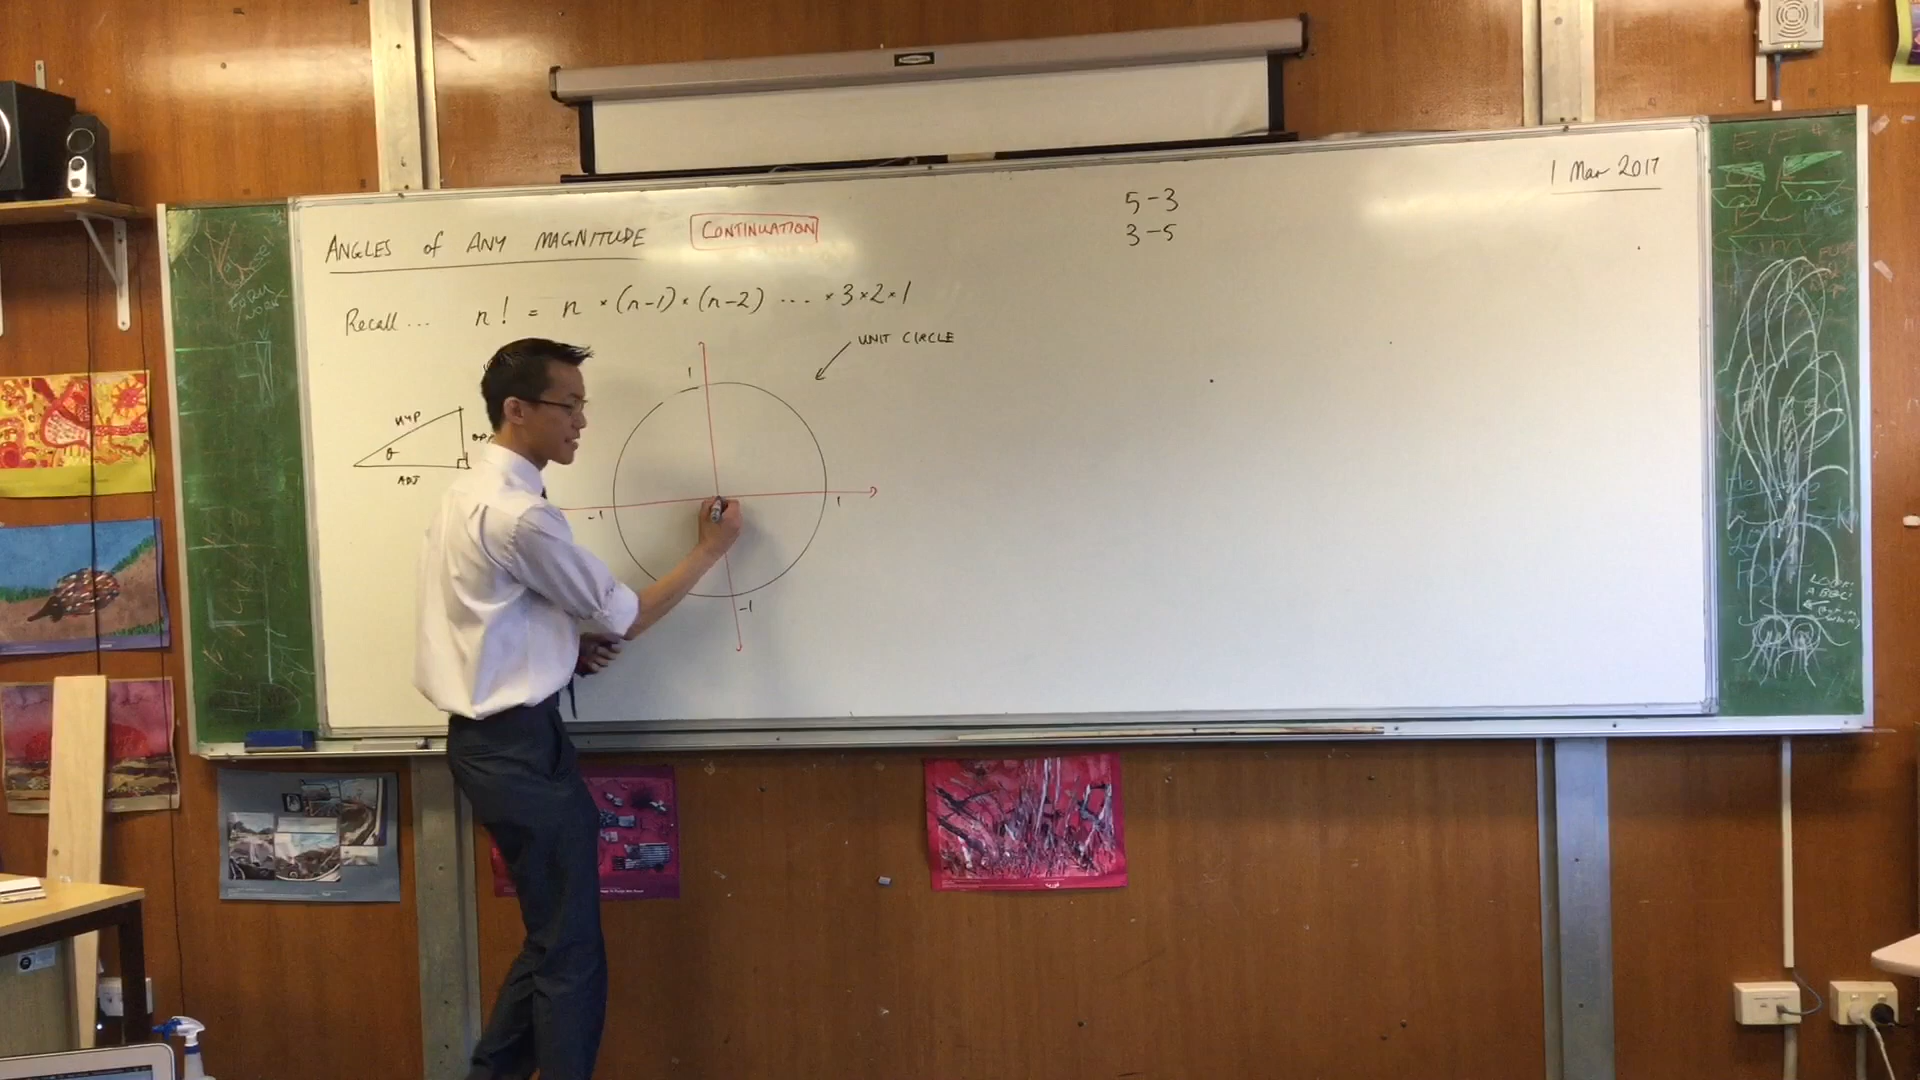 1 Mar 2017
5-3
3-5
ANGLES of ANY MAGNITUDE
CONTINUATION
Recall... n! = n × (n-1) × (n-2) ... × 3 × 2 × 1
UNIT CIRCLE
1
HYP
θ
ADJ
-1
1
-1